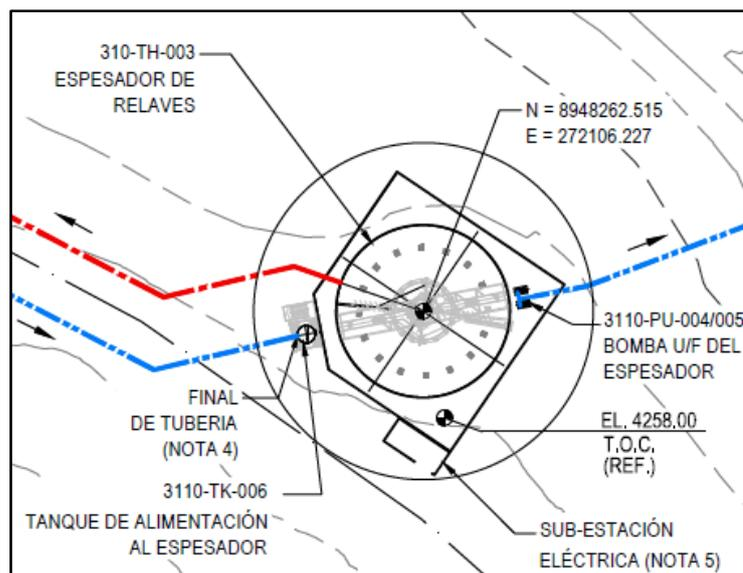 310-TH-003
ESPESADOR DE
RELAVES
N = 8948262.515
E = 272106.227
3110-PU-004/005
BOMBA U/F DEL
ESPESADOR
FINAL
DE TUBERIA
(NOTA 4)
EL. 4258.00
T.O.C.
(REF.)
3110-TK-006
TANQUE DE ALIMENTACIÓN
AL ESPESADOR
SUB-ESTACIÓN
ELÉCTRICA (NOTA 5)